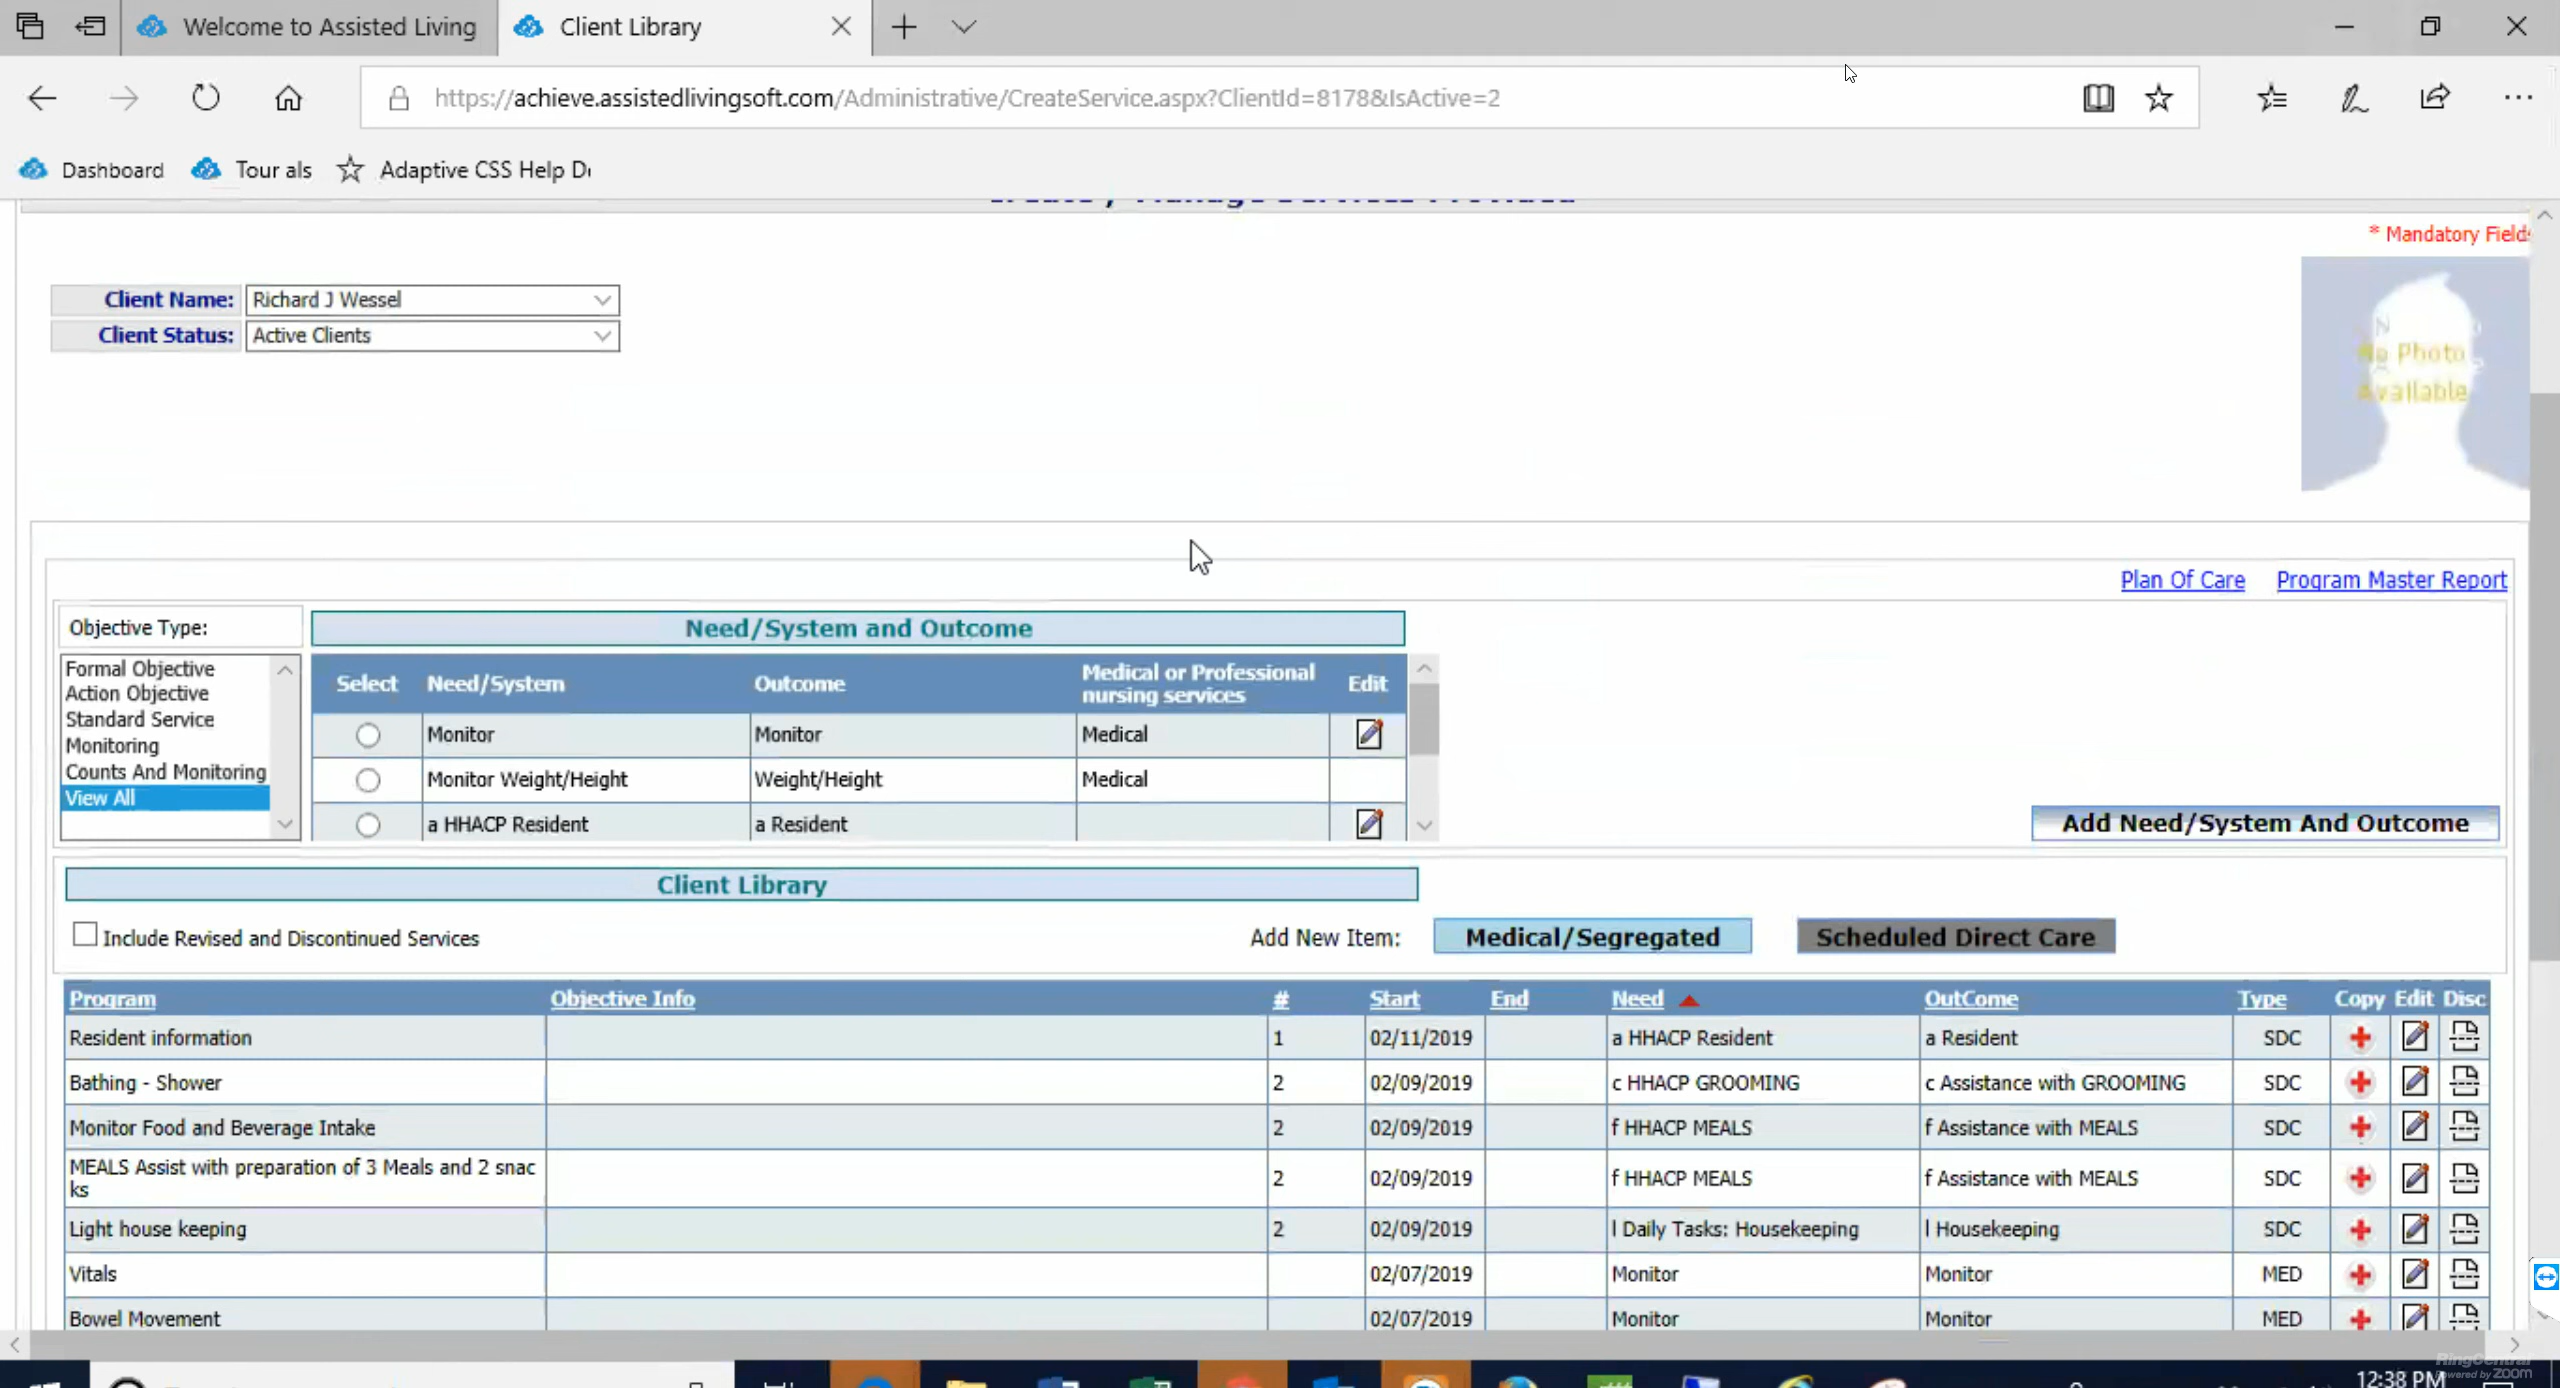 Welcome to Assisted Living
Client Library
https://achieve.assistedlivingsoft.com/Administrative/CreateService.aspx?ClientId=8178&IsActive=2
Dashboard Tour als Adaptive CSS Help D
* Mandatory Field
Client Name: Richard J Wessel
Client Status: Active Clients
No Photo
Available
Plan Of Care Program Master Report
Objective Type:
Need/System and Outcome
Formal Objective
Action Objective
Standard Service
Monitoring
Counts And Monitoring
View All
Select Need/System Outcome Medical or Professional nursing services Edit
Monitor Monitor Medical
Monitor Weight/Height Weight/Height Medical
a HHACP Resident a Resident
Add Need/System And Outcome
Client Library
Include Revised and Discontinued Services Add New Item: Medical/Segregated Scheduled Direct Care
Program Objective Info # Start End Need OutCome Type Copy Edit Disc
Resident information 1 02/11/2019 a HHACP Resident a Resident SDC
Bathing - Shower 2 02/09/2019 c HHACP GROOMING c Assistance with GROOMING SDC
Monitor Food and Beverage Intake 2 02/09/2019 f HHACP MEALS f Assistance with MEALS SDC
MEALS Assist with preparation of 3 Meals and 2 snac
ks 2 02/09/2019 f HHACP MEALS f Assistance with MEALS SDC
Light house keeping 2 02/09/2019 l Daily Tasks: Housekeeping l Housekeeping SDC
Vitals 02/07/2019 Monitor Monitor MED
Bowel Movement 02/07/2019 Monitor Monitor MED
RingCentral
powered by zoom
12:38 PM